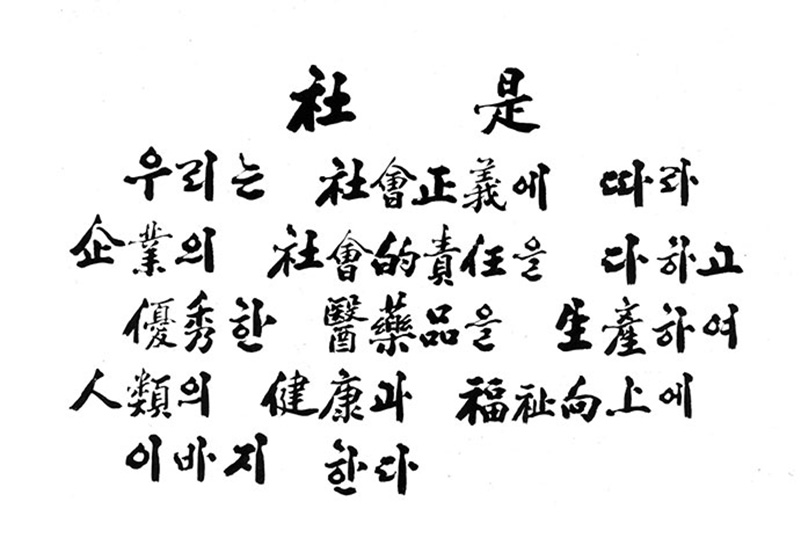 社 是
우리는 社會正義에 따라
企業의 社會的責任을 다하고
優秀한 醫藥品을 生産하여
人類의 健康과 福祉向上에
이바지 한다